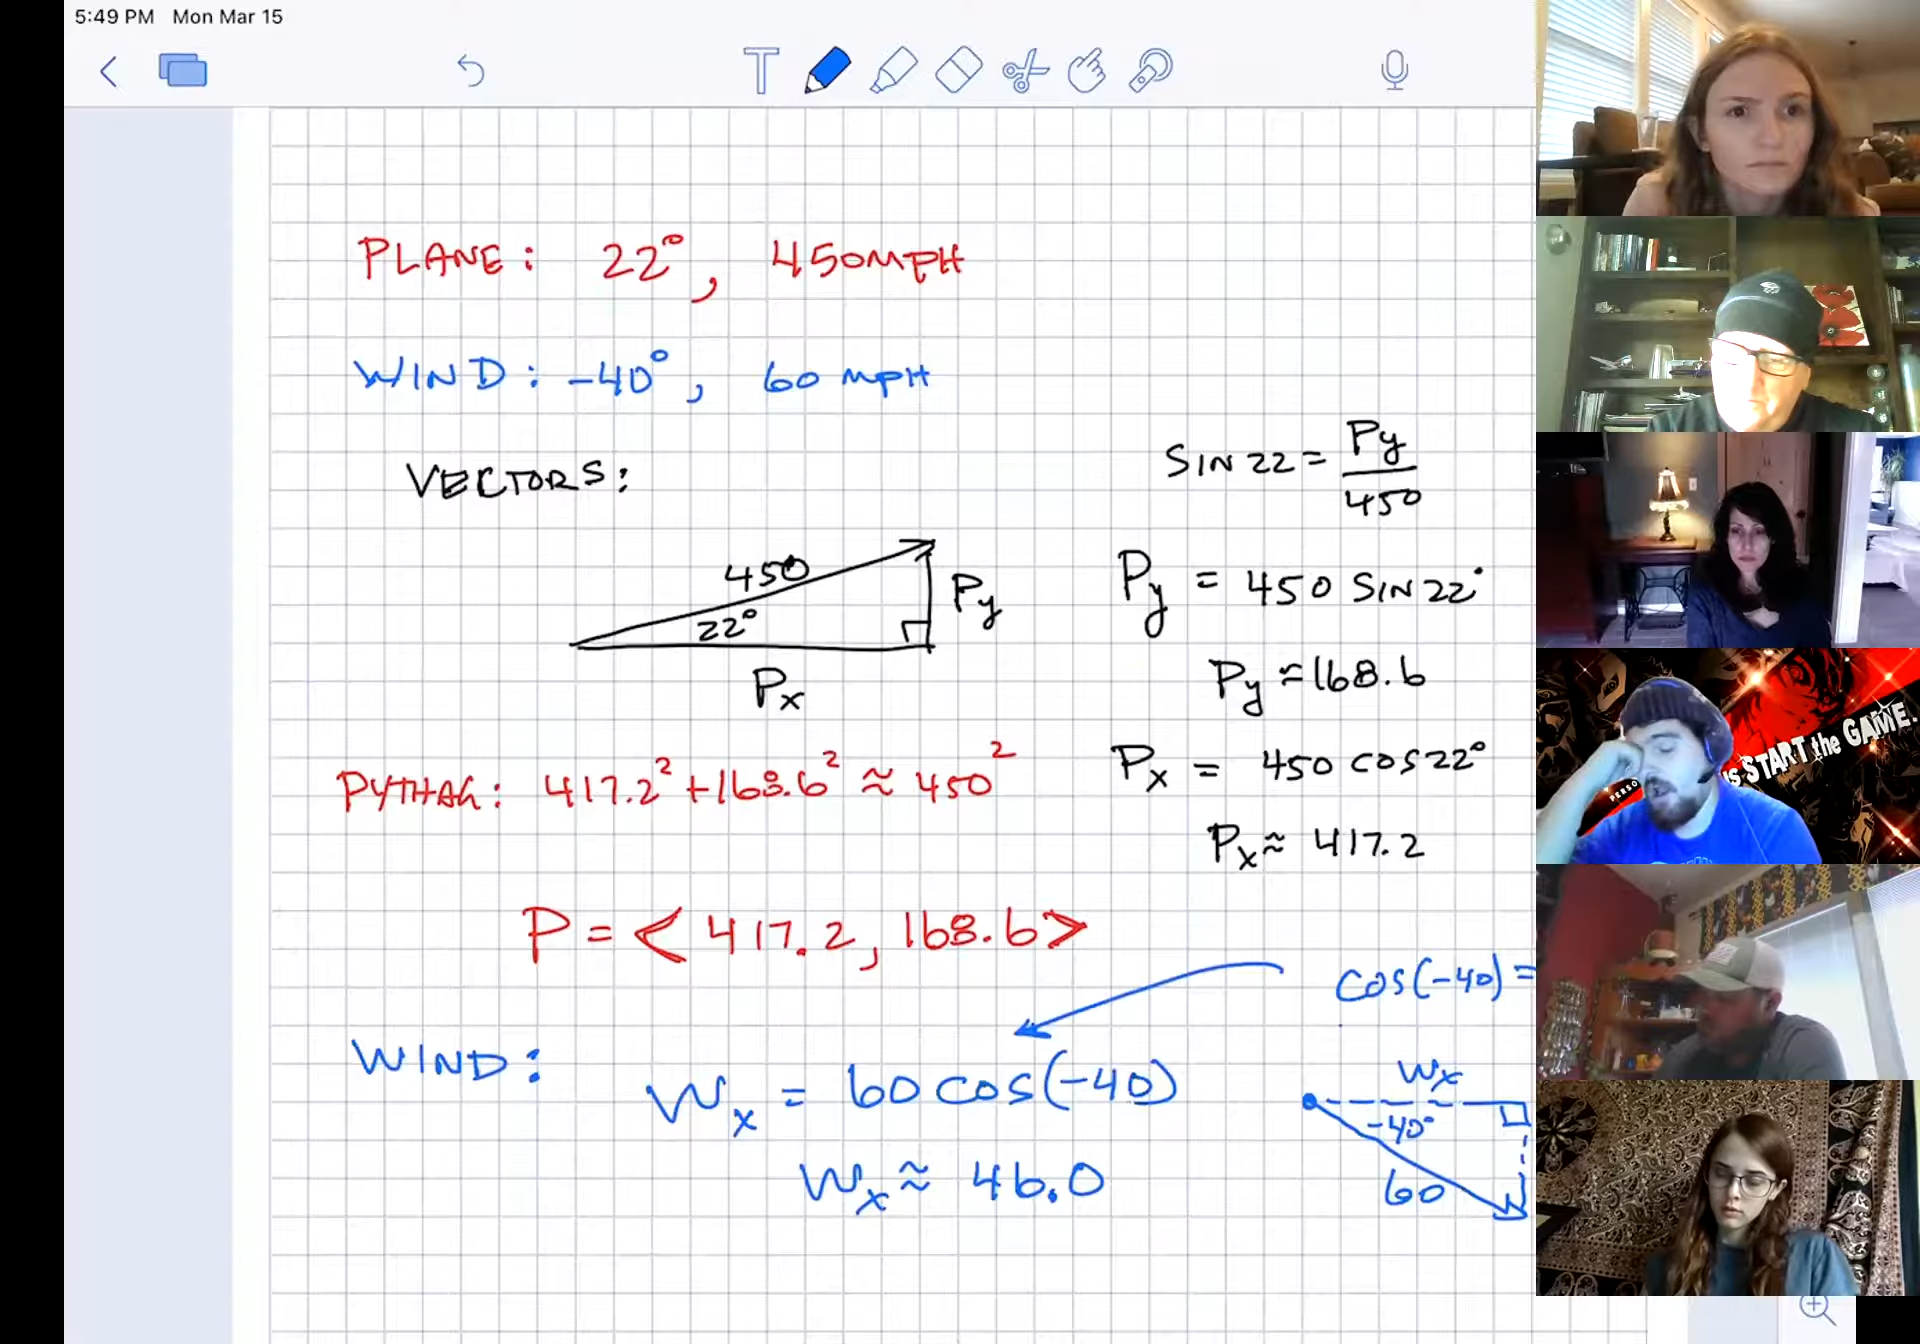 5:49 PM Mon Mar 15
T
PLANE: 22°, 450MPH
WIND: -40°, 60 MPH
VECTORS:
SIN 22 = Py/450
450
22°
Py
Px
Py = 450 SIN 22°
Py ≈ 168.6
PYTHAG: 417.2² + 168.6² ≈ 450²
Px = 450 COS 22°
Px ≈ 417.2
P = <417.2, 168.6>
COS(-40) =
WIND: Wx = 60 COS(-40)
Wx ≈ 46.0
Wx
-40°
60
START the GAME.
PERSO